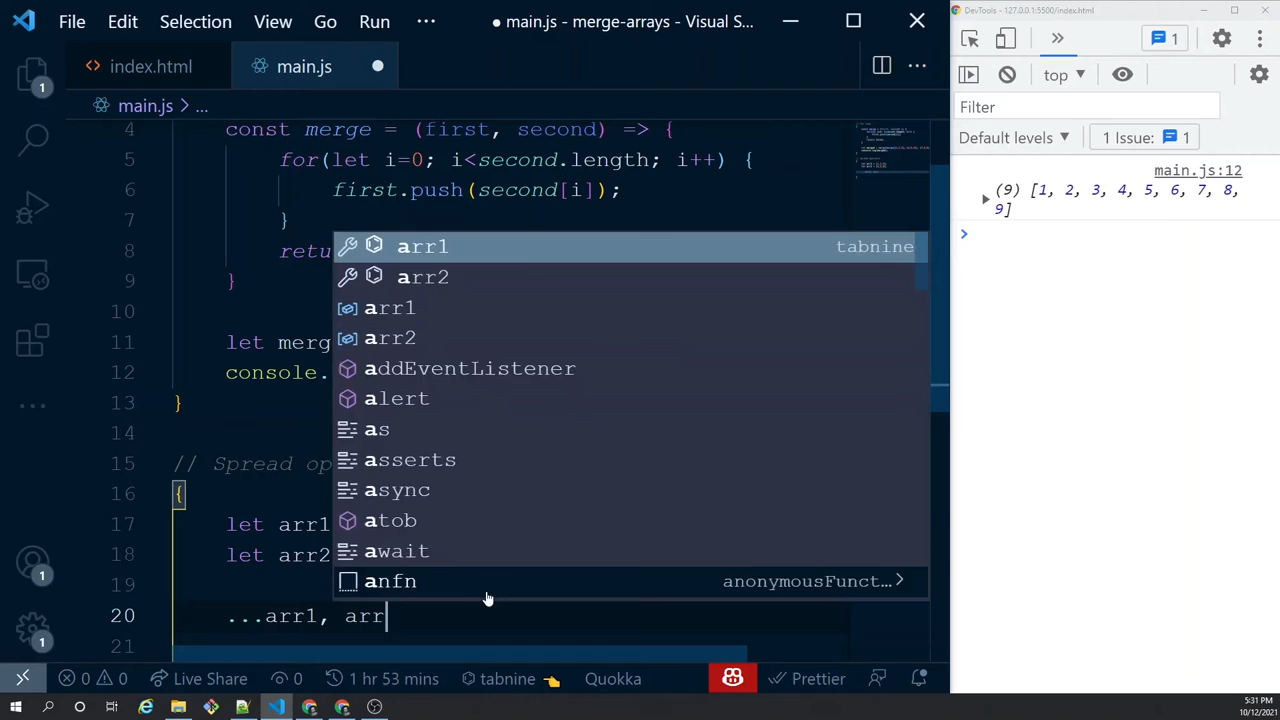 File Edit Selection View Go Run ··· ● main.js - merge-arrays - Visual S...
DevTools - 127.0.0.1:5500/index.html
index.html main.js
1
top
main.js > ...
Filter
Default levels 1 Issue: 1
4 const merge = (first, second) => {
5 for(let i=0; i<second.length; i++) {
6 first.push(second[i]);
7 }
8 retu
9 }
10
11 let merg
12 console.
13 }
14
15 // Spread op
16 {
17 let arr1
18 let arr2
19
20 ...arr1, arr
21
arr1 tabnine
arr2
arr1
arr2
addEventListener
alert
as
asserts
async
atob
await
anfn anonymousFunct...
main.js:12
(9) [1, 2, 3, 4, 5, 6, 7, 8,
9]
1
1
1
1
0 0 Live Share 0 1 hr 53 mins tabnine 👈 Quokka Prettier
5:31 PM
10/12/2021